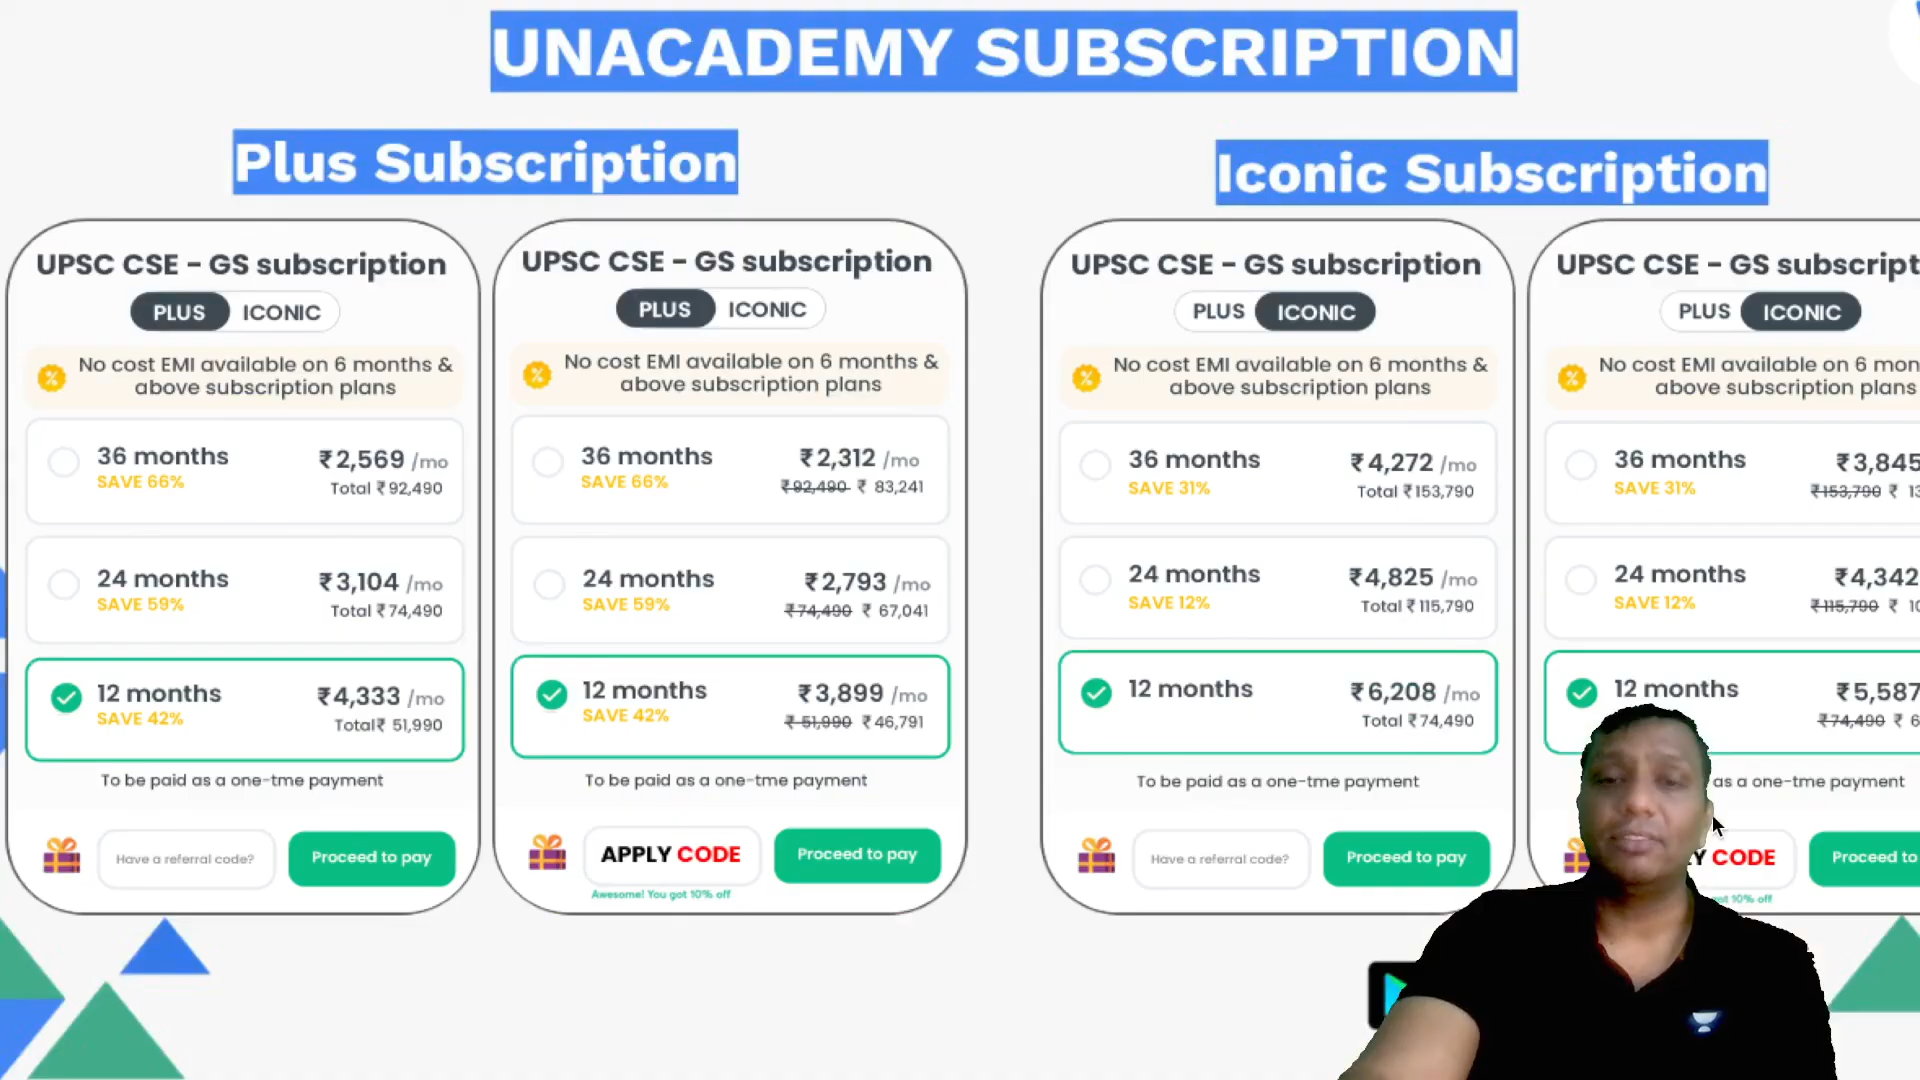 UNACADEMY SUBSCRIPTION
Plus Subscription
Iconic Subscription
UPSC CSE - GS subscription
PLUS ICONIC
No cost EMI available on 6 months &
above subscription plans
36 months ₹2,569 /mo
SAVE 66% Total ₹92,490
24 months ₹3,104 /mo
SAVE 59% Total ₹74,490
12 months ₹4,333 /mo
SAVE 42% Total₹ 51,990
To be paid as a one-tme payment
Have a referral code? Proceed to pay
UPSC CSE - GS subscription
PLUS ICONIC
No cost EMI available on 6 months &
above subscription plans
36 months ₹2,312 /mo
SAVE 66% ₹92,490 ₹ 83,241
24 months ₹2,793 /mo
SAVE 59% ₹74,490 ₹ 67,041
12 months ₹3,899 /mo
SAVE 42% ₹ 51,990 ₹46,791
To be paid as a one-tme payment
APPLY CODE Proceed to pay
Awesome! You got 10% off
UPSC CSE - GS subscription
PLUS ICONIC
No cost EMI available on 6 months &
above subscription plans
36 months ₹4,272 /mo
SAVE 31% Total ₹153,790
24 months ₹4,825 /mo
SAVE 12% Total ₹115,790
12 months ₹6,208 /mo
Total ₹74,490
To be paid as a one-tme payment
Have a referral code? Proceed to pay
UPSC CSE - GS subscript
PLUS ICONIC
No cost EMI available on 6 mon
above subscription plans
36 months ₹3,845
SAVE 31% ₹153,790 ₹ 13
24 months ₹4,342
SAVE 12% ₹115,790 ₹ 10
12 months ₹5,587
₹74,490 ₹ 6
as a one-tme payment
Y CODE Proceed to
10% off